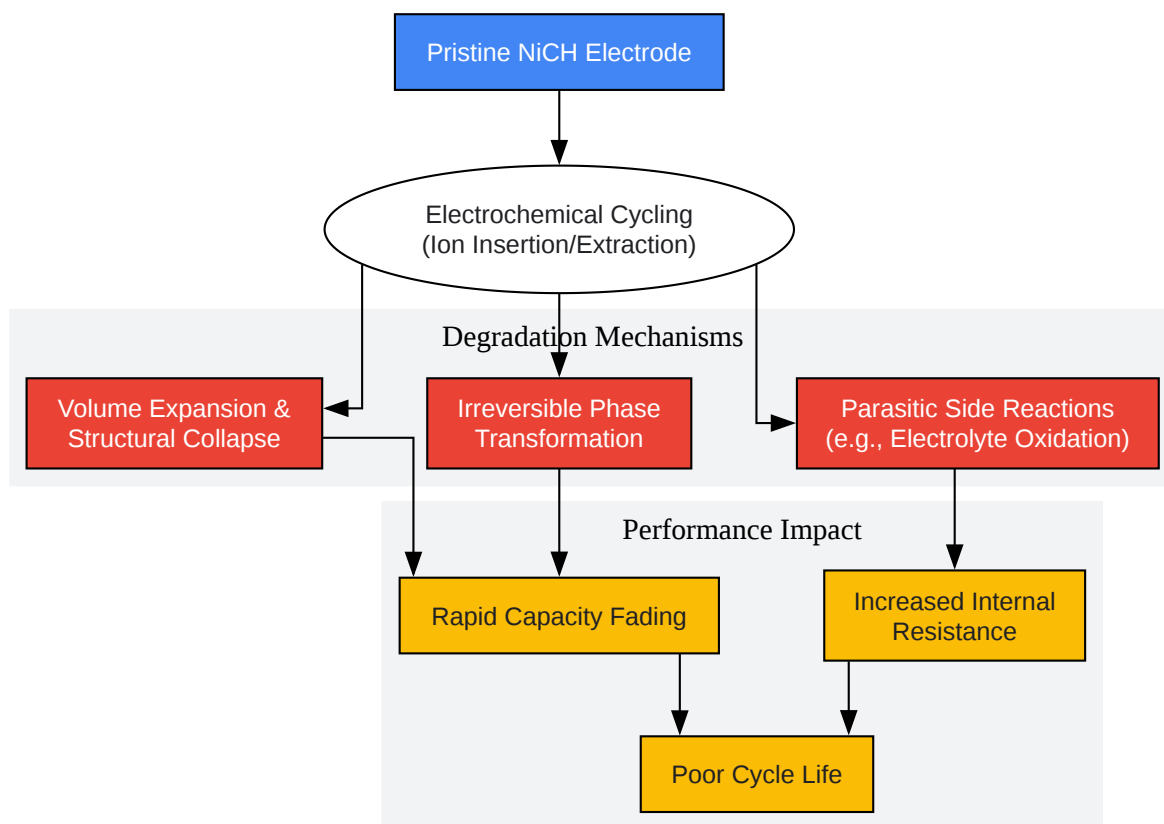 Pristine NiCH Electrode
Electrochemical Cycling
(Ion Insertion/Extraction)
Degradation Mechanisms
Volume Expansion &
Structural Collapse
Irreversible Phase
Transformation
Parasitic Side Reactions
(e.g., Electrolyte Oxidation)
Performance Impact
Rapid Capacity Fading
Increased Internal
Resistance
Poor Cycle Life